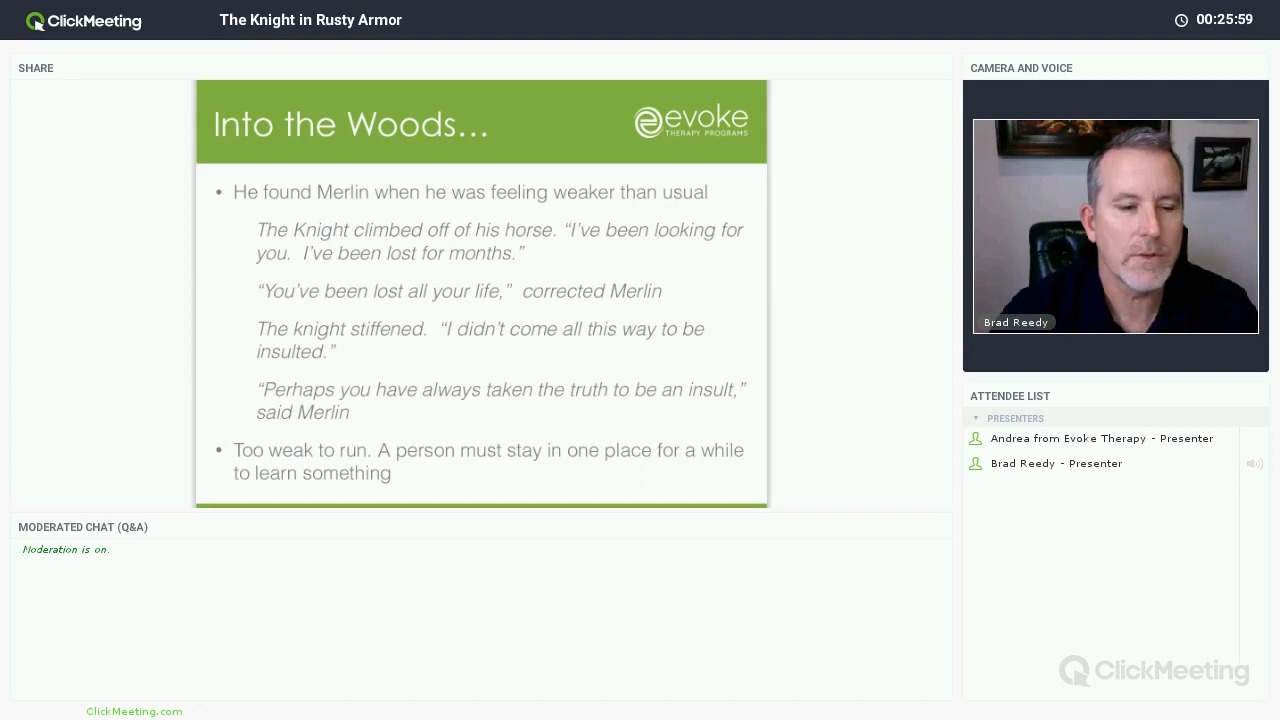 ClickMeeting
The Knight in Rusty Armor
00:25:59
SHARE
Into the Woods...
evoke
THERAPY PROGRAMS
• He found Merlin when he was feeling weaker than usual
The Knight climbed off of his horse. “I’ve been looking for
you.  I’ve been lost for months.”
“You’ve been lost all your life,”  corrected Merlin
The knight stiffened.  “I didn’t come all this way to be
insulted.”
“Perhaps you have always taken the truth to be an insult,”
said Merlin
• Too weak to run. A person must stay in one place for a while
to learn something
MODERATED CHAT (Q&A)
Moderation is on.
CAMERA AND VOICE
Brad Reedy
ATTENDEE LIST
PRESENTERS
Andrea from Evoke Therapy - Presenter
Brad Reedy - Presenter
ClickMeeting
ClickMeeting.com